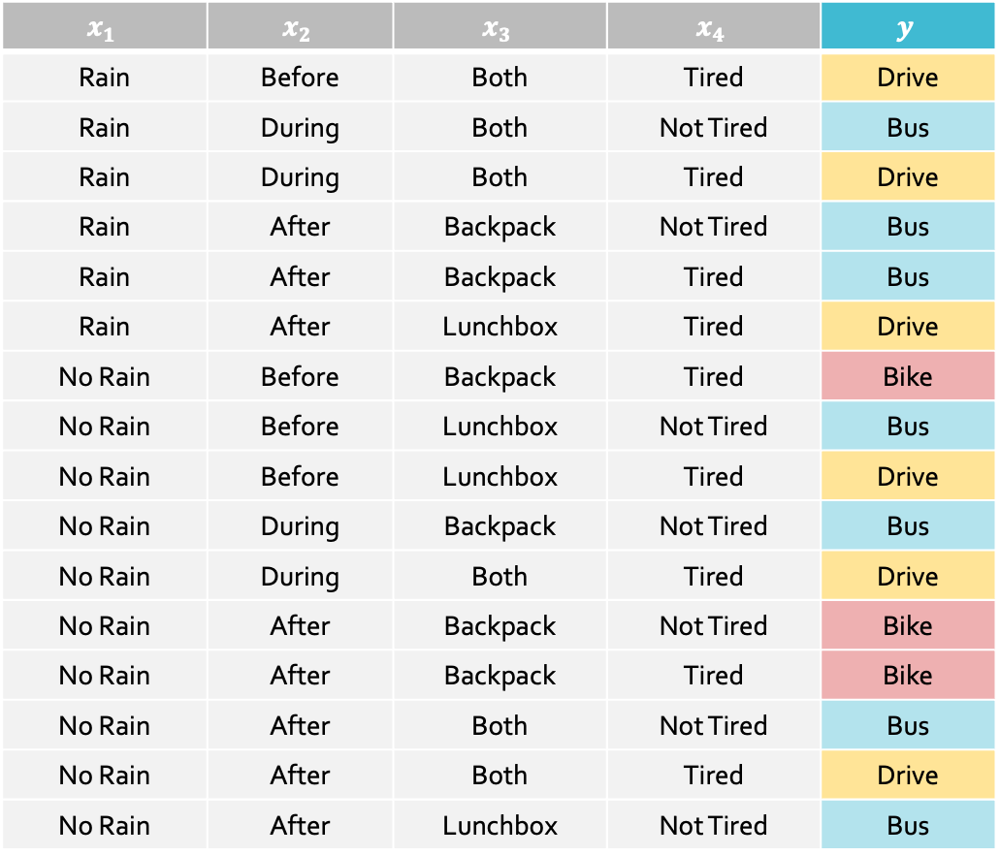 x₁ x₂ x₃ x₄ y
Rain Before Both Tired Drive
Rain During Both Not Tired Bus
Rain During Both Tired Drive
Rain After Backpack Not Tired Bus
Rain After Backpack Tired Bus
Rain After Lunchbox Tired Drive
No Rain Before Backpack Tired Bike
No Rain Before Lunchbox Not Tired Bus
No Rain Before Lunchbox Tired Drive
No Rain During Backpack Not Tired Bus
No Rain During Both Tired Drive
No Rain After Backpack Not Tired Bike
No Rain After Backpack Tired Bike
No Rain After Both Not Tired Bus
No Rain After Both Tired Drive
No Rain After Lunchbox Not Tired Bus